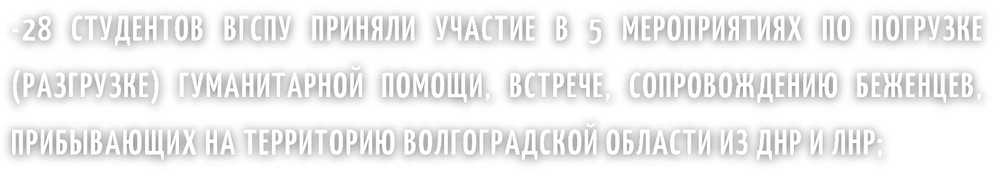 -28 СТУДЕНТОВ ВГСПУ ПРИНЯЛИ УЧАСТИЕ В 5 МЕРОПРИЯТИЯХ ПО ПОГРУЗКЕ
(РАЗГРУЗКЕ) ГУМАНИТАРНОЙ ПОМОЩИ, ВСТРЕЧЕ, СОПРОВОЖДЕНИЮ БЕЖЕНЦЕВ,
ПРИБЫВАЮЩИХ НА ТЕРРИТОРИЮ ВОЛГОГРАДСКОЙ ОБЛАСТИ ИЗ ДНР И ЛНР;